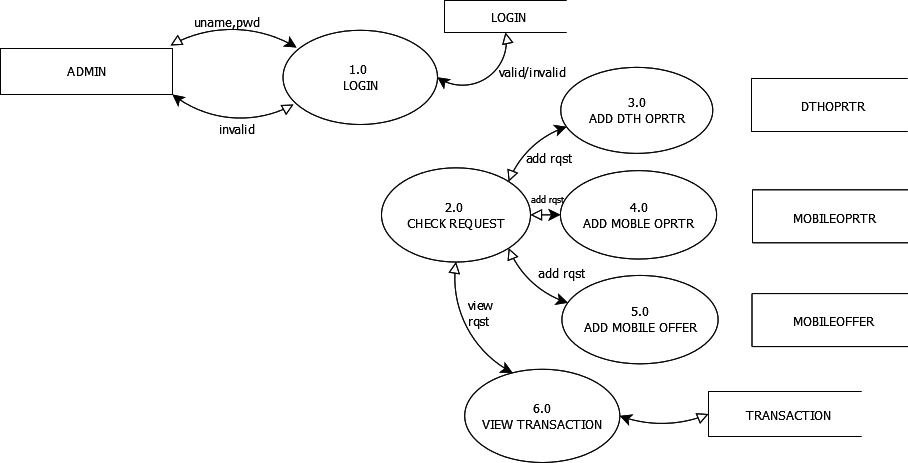 uname,pwd
LOGIN
ADMIN
1.0
LOGIN
valid/invalid
invalid
3.0
ADD DTH OPRTR
DTHOPRTR
add rqst
2.0
CHECK REQUEST
add rqst
4.0
ADD MOBLE OPRTR
MOBILEOPRTR
add rqst
view
rqst
5.0
ADD MOBILE OFFER
MOBILEOFFER
6.0
VIEW TRANSACTION
TRANSACTION